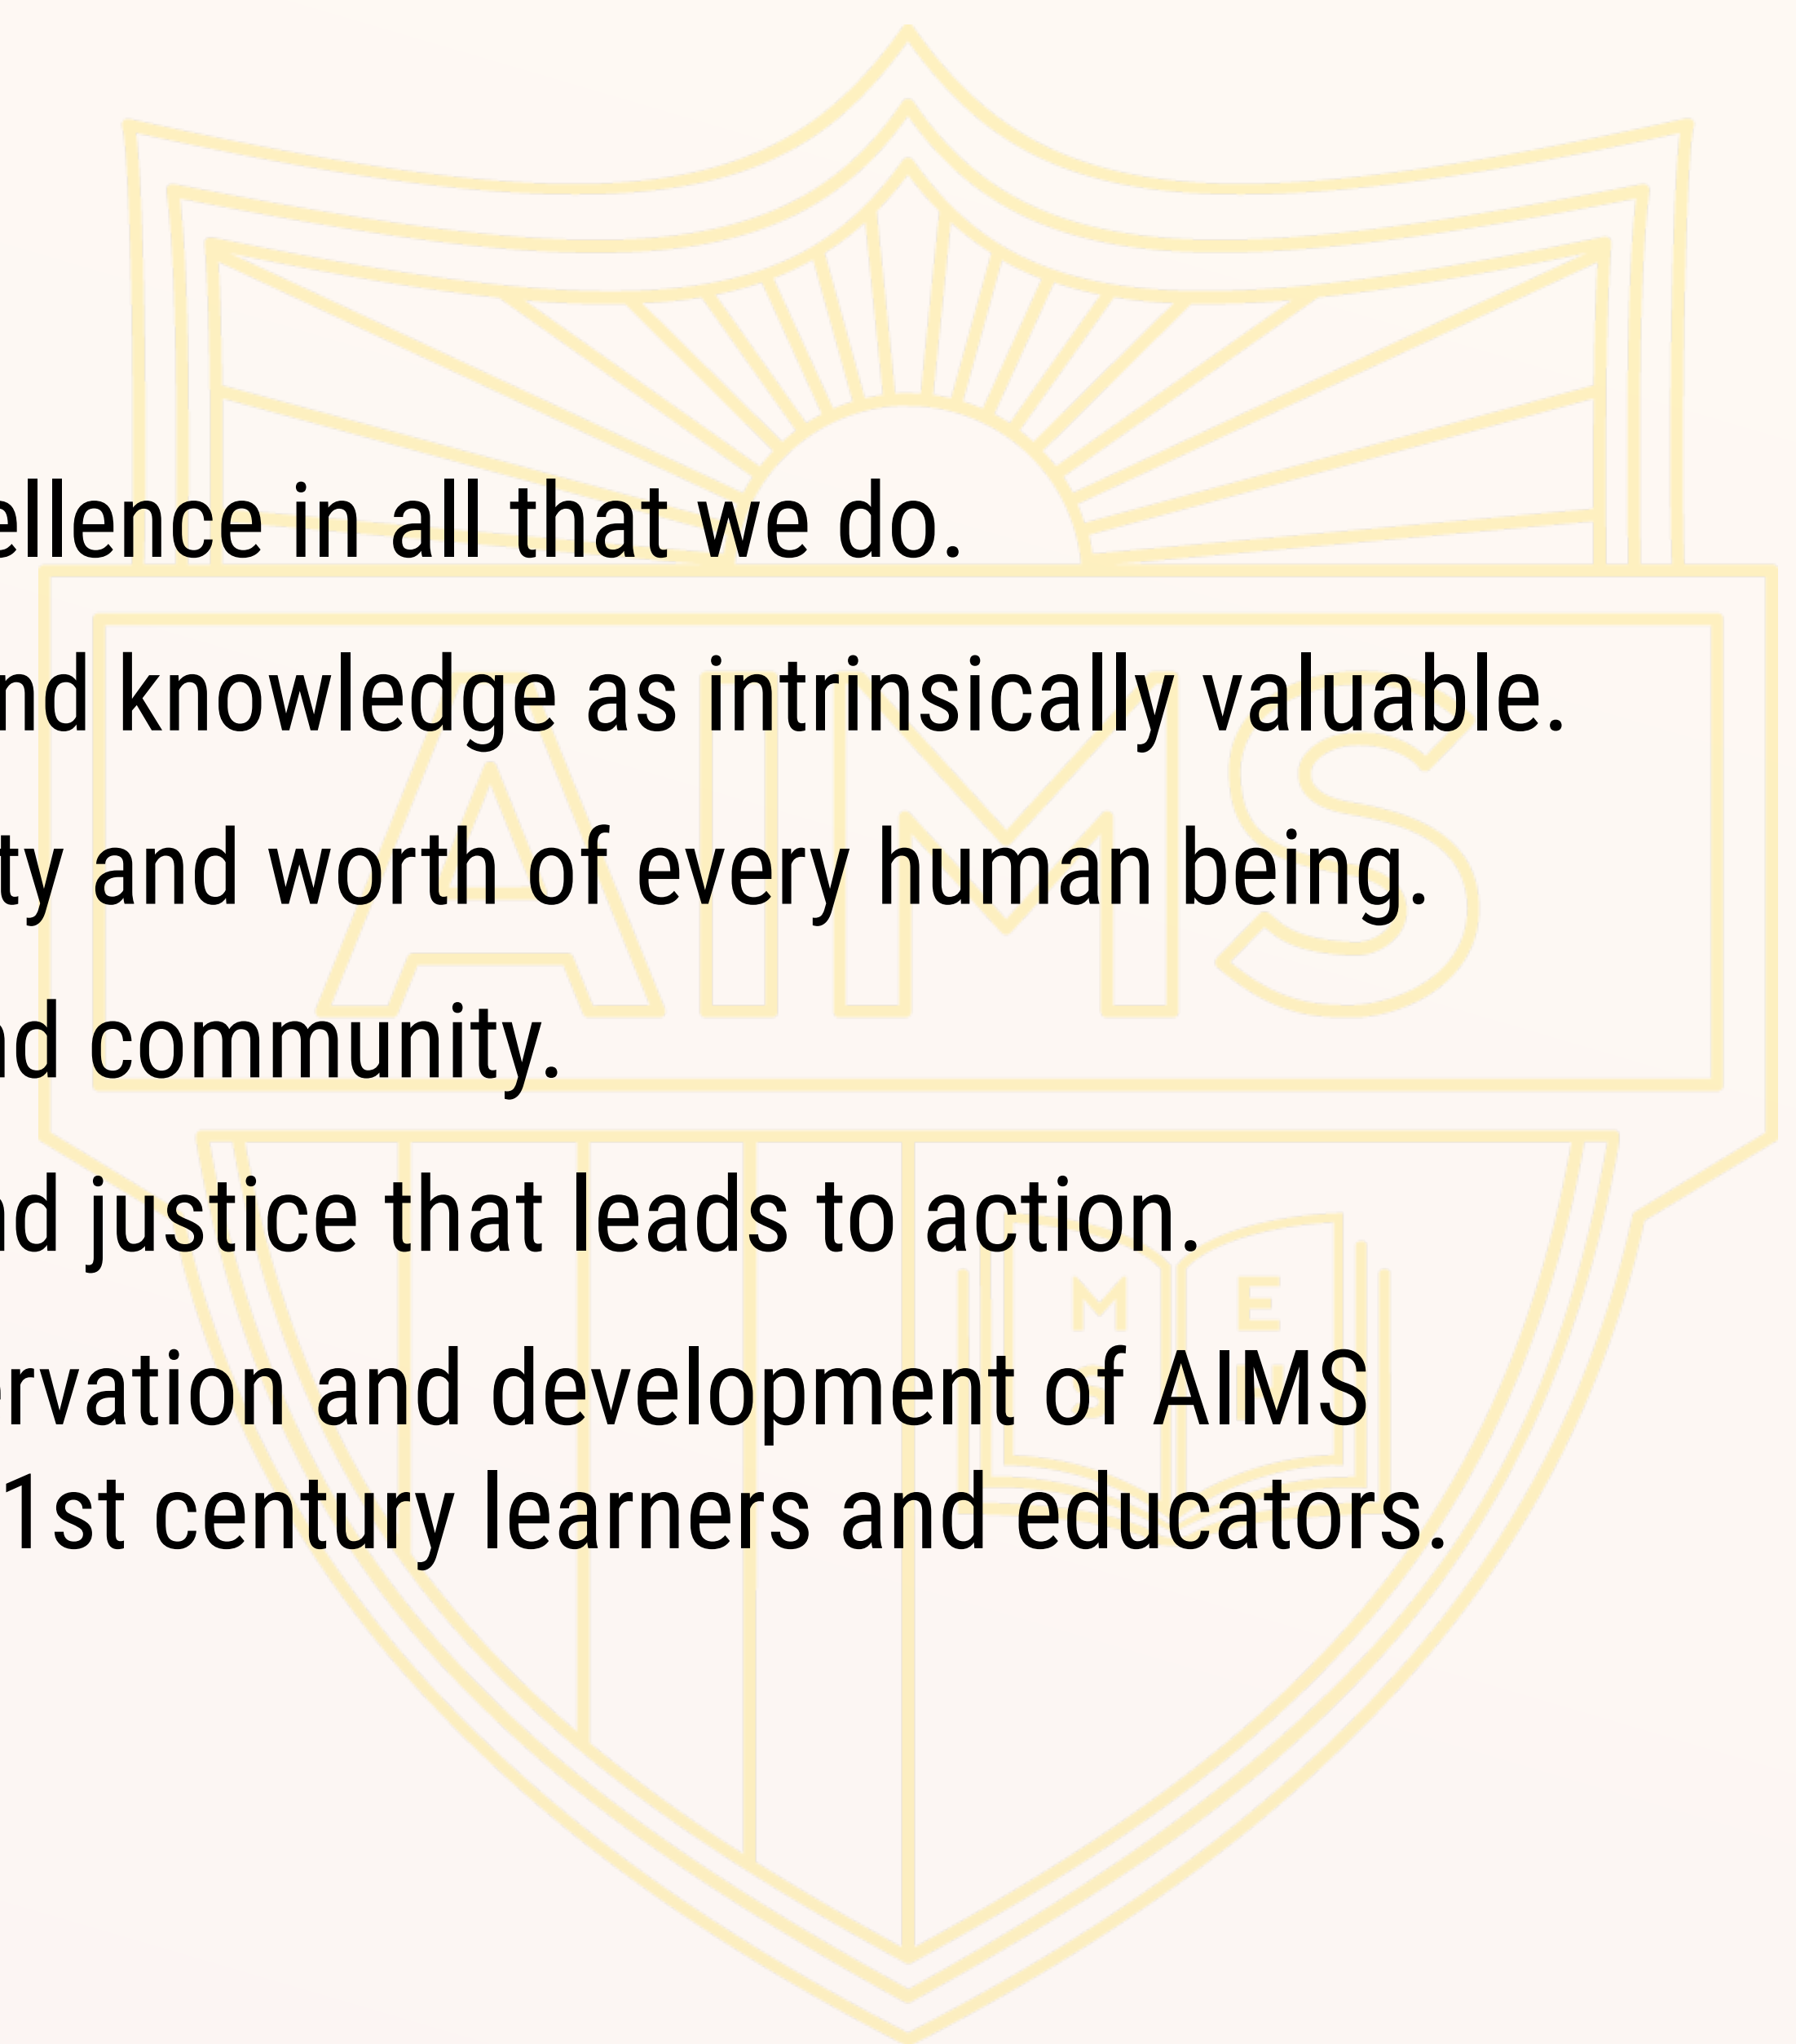 ellence in all that we do.
nd knowledge as intrinsically valuable.
ty and worth of every human being.
nd community.
nd justice that leads to action.
ervation and development of AIMS
1st century learners and educators.
AIMS
M E